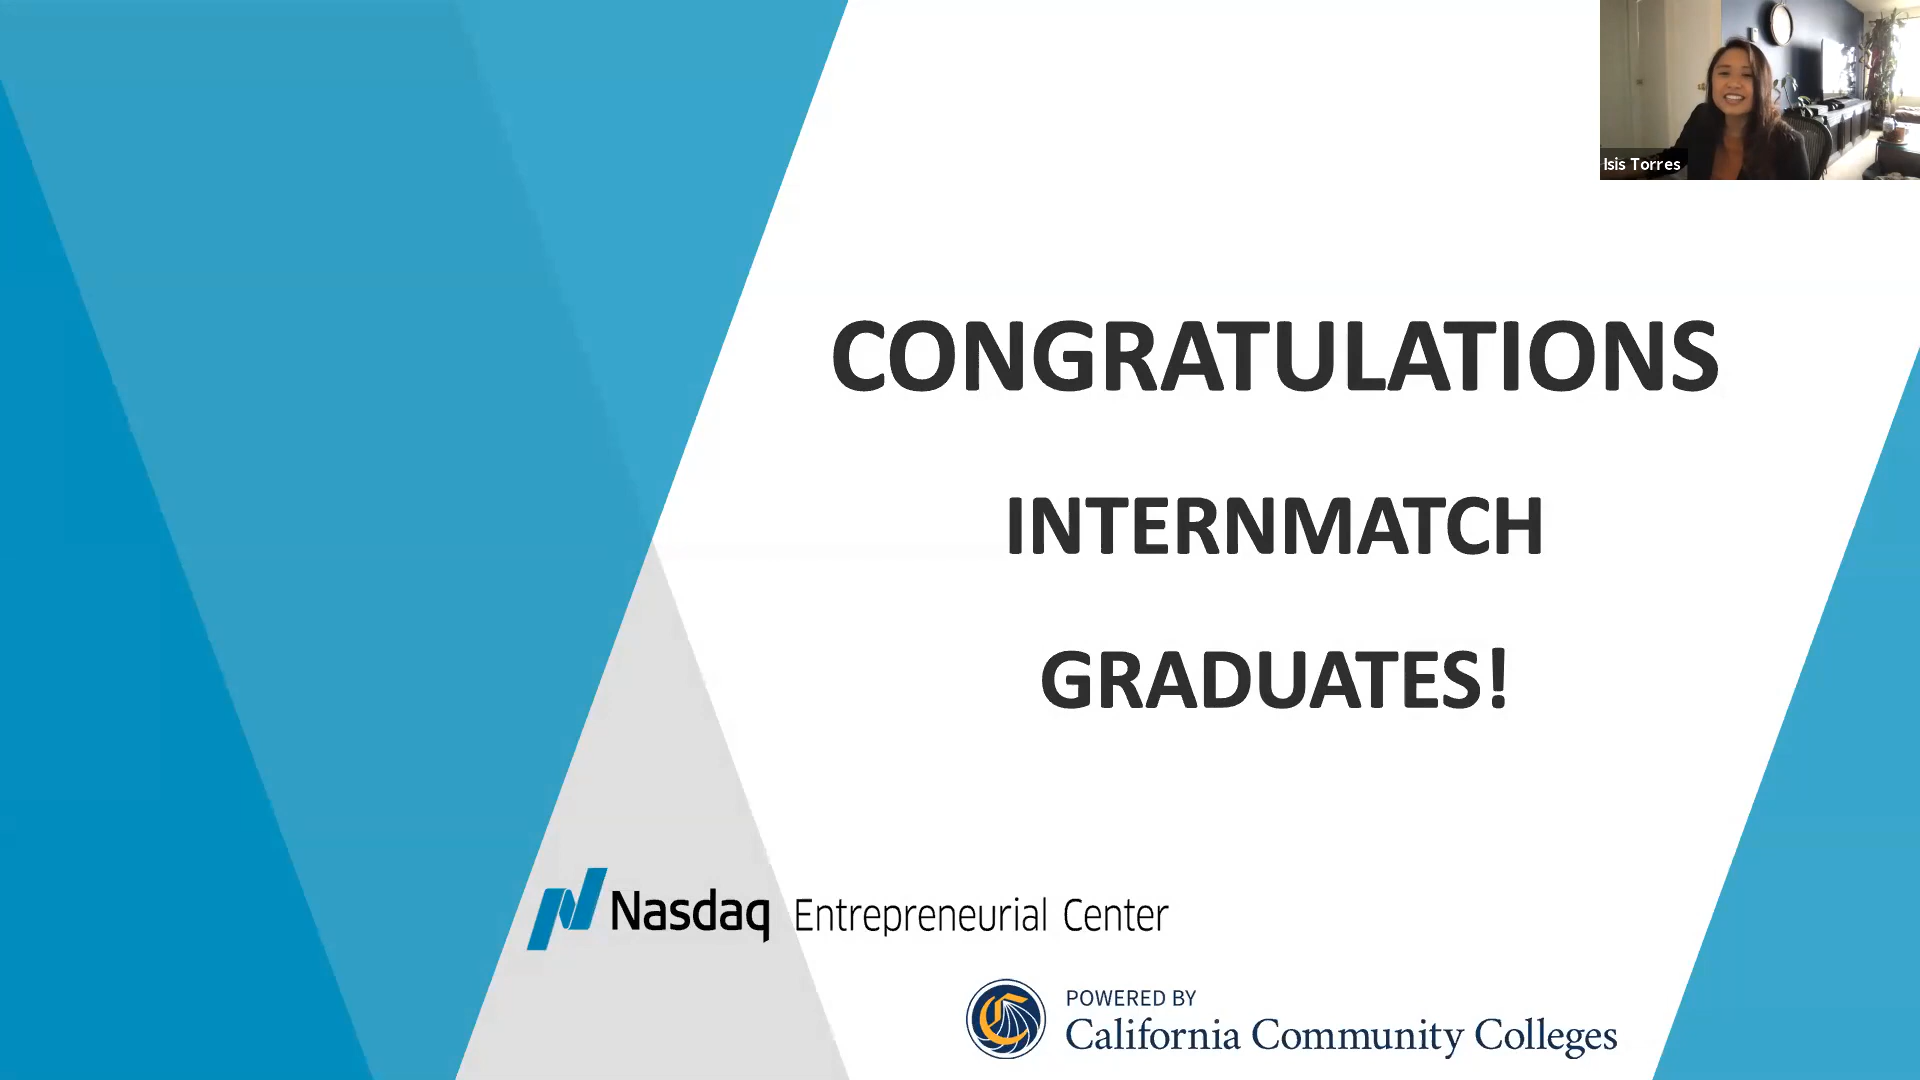 Isis Torres
CONGRATULATIONS
INTERNMATCH
GRADUATES!
Nasdaq Entrepreneurial Center
POWERED BY
California Community Colleges